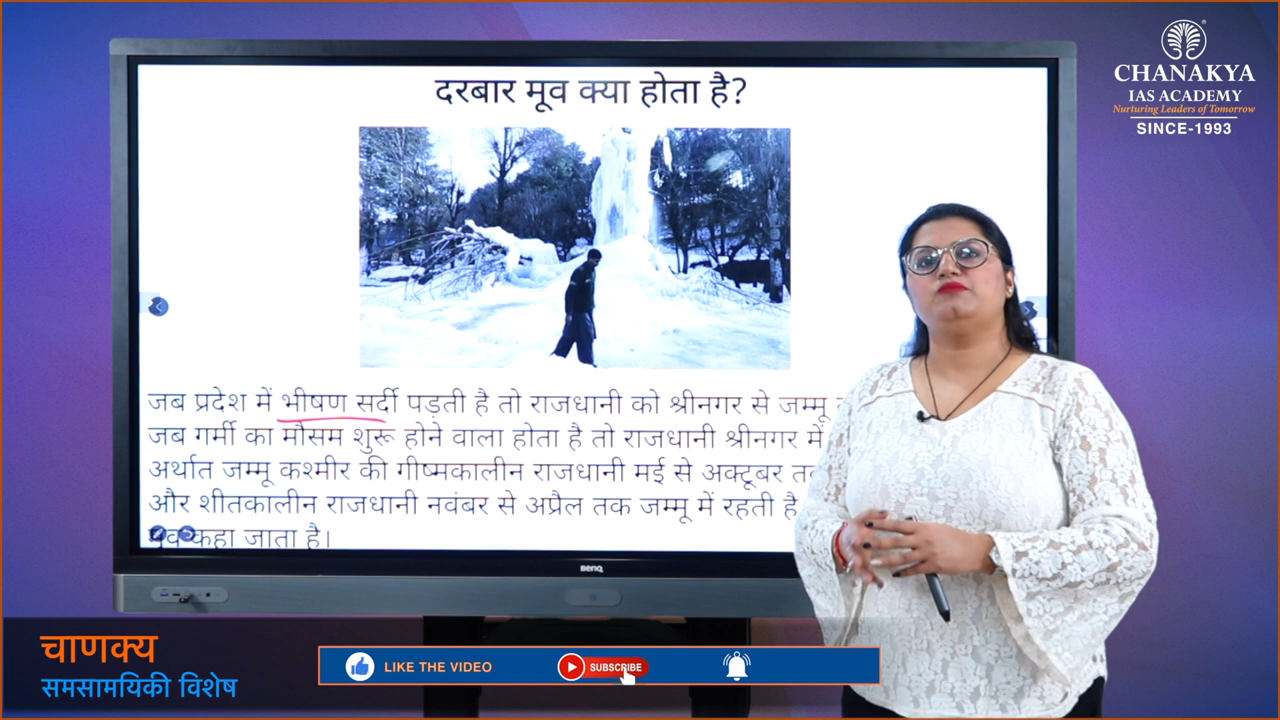 दरबार मूव क्या होता है?
जब प्रदेश में भीषण सर्दी पड़ती है तो राजधानी को श्रीनगर से जम्मू
जब गर्मी का मौसम शुरू होने वाला होता है तो राजधानी श्रीनगर में
अर्थात जम्मू कश्मीर की गीष्मकालीन राजधानी मई से अक्टूबर
और शीतकालीन राजधानी नवंबर से अप्रैल तक जम्मू में रहती है
मूव कहा जाता है।
BenQ
CHANAKYA
IAS ACADEMY
Nurturing Leaders of Tomorrow
SINCE-1993
चाणक्य
समसामयिकी विशेष
LIKE THE VIDEO
SUBSCRIBE